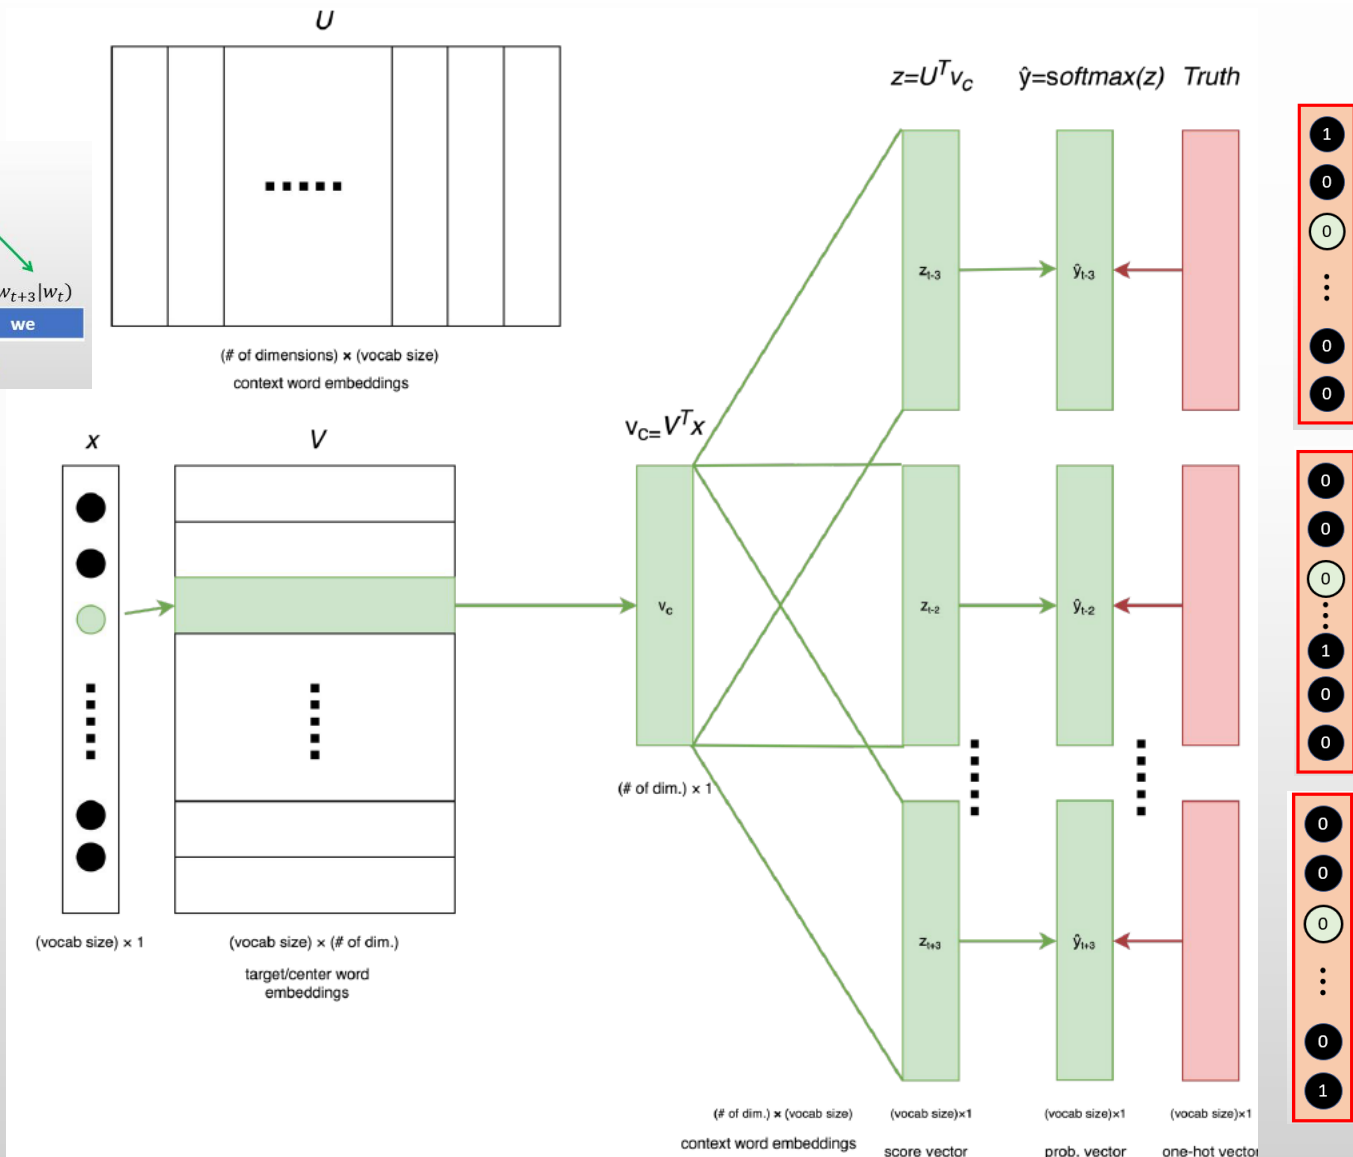 U
z=U^T v_c
ŷ=softmax(z)
Truth
w_{t+3}|w_t)
we
(# of dimensions) × (vocab size)
context word embeddings
x
V
v_c=V^T x
v_c
z_{t-3}
ŷ_{t-3}
z_{t-2}
ŷ_{t-2}
z_{t+3}
ŷ_{t+3}
1
0
0
0
0
0
0
0
1
0
0
0
0
0
0
1
(# of dim.) × 1
(vocab size) × 1
(vocab size) × (# of dim.)
target/center word
embeddings
(# of dim.) × (vocab size)
context word embeddings
(vocab size)×1
score vector
(vocab size)×1
prob. vector
(vocab size)×1
one-hot vector